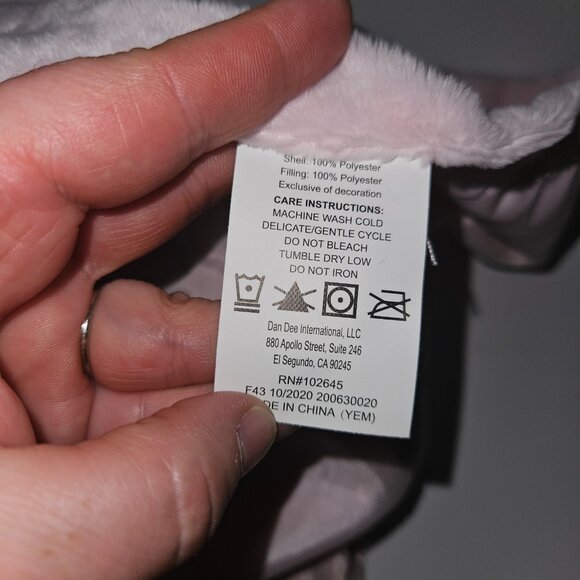 Shell: 100% Polyester
Filling: 100% Polyester
Exclusive of decoration
CARE INSTRUCTIONS:
MACHINE WASH COLD
DELICATE/GENTLE CYCLE
DO NOT BLEACH
TUMBLE DRY LOW
DO NOT IRON
Dan Dee International, LLC
880 Apollo Street, Suite 246
El Segundo, CA 90245
RN#102645
F43 10/2020 200630020
DE IN CHINA (YEM)